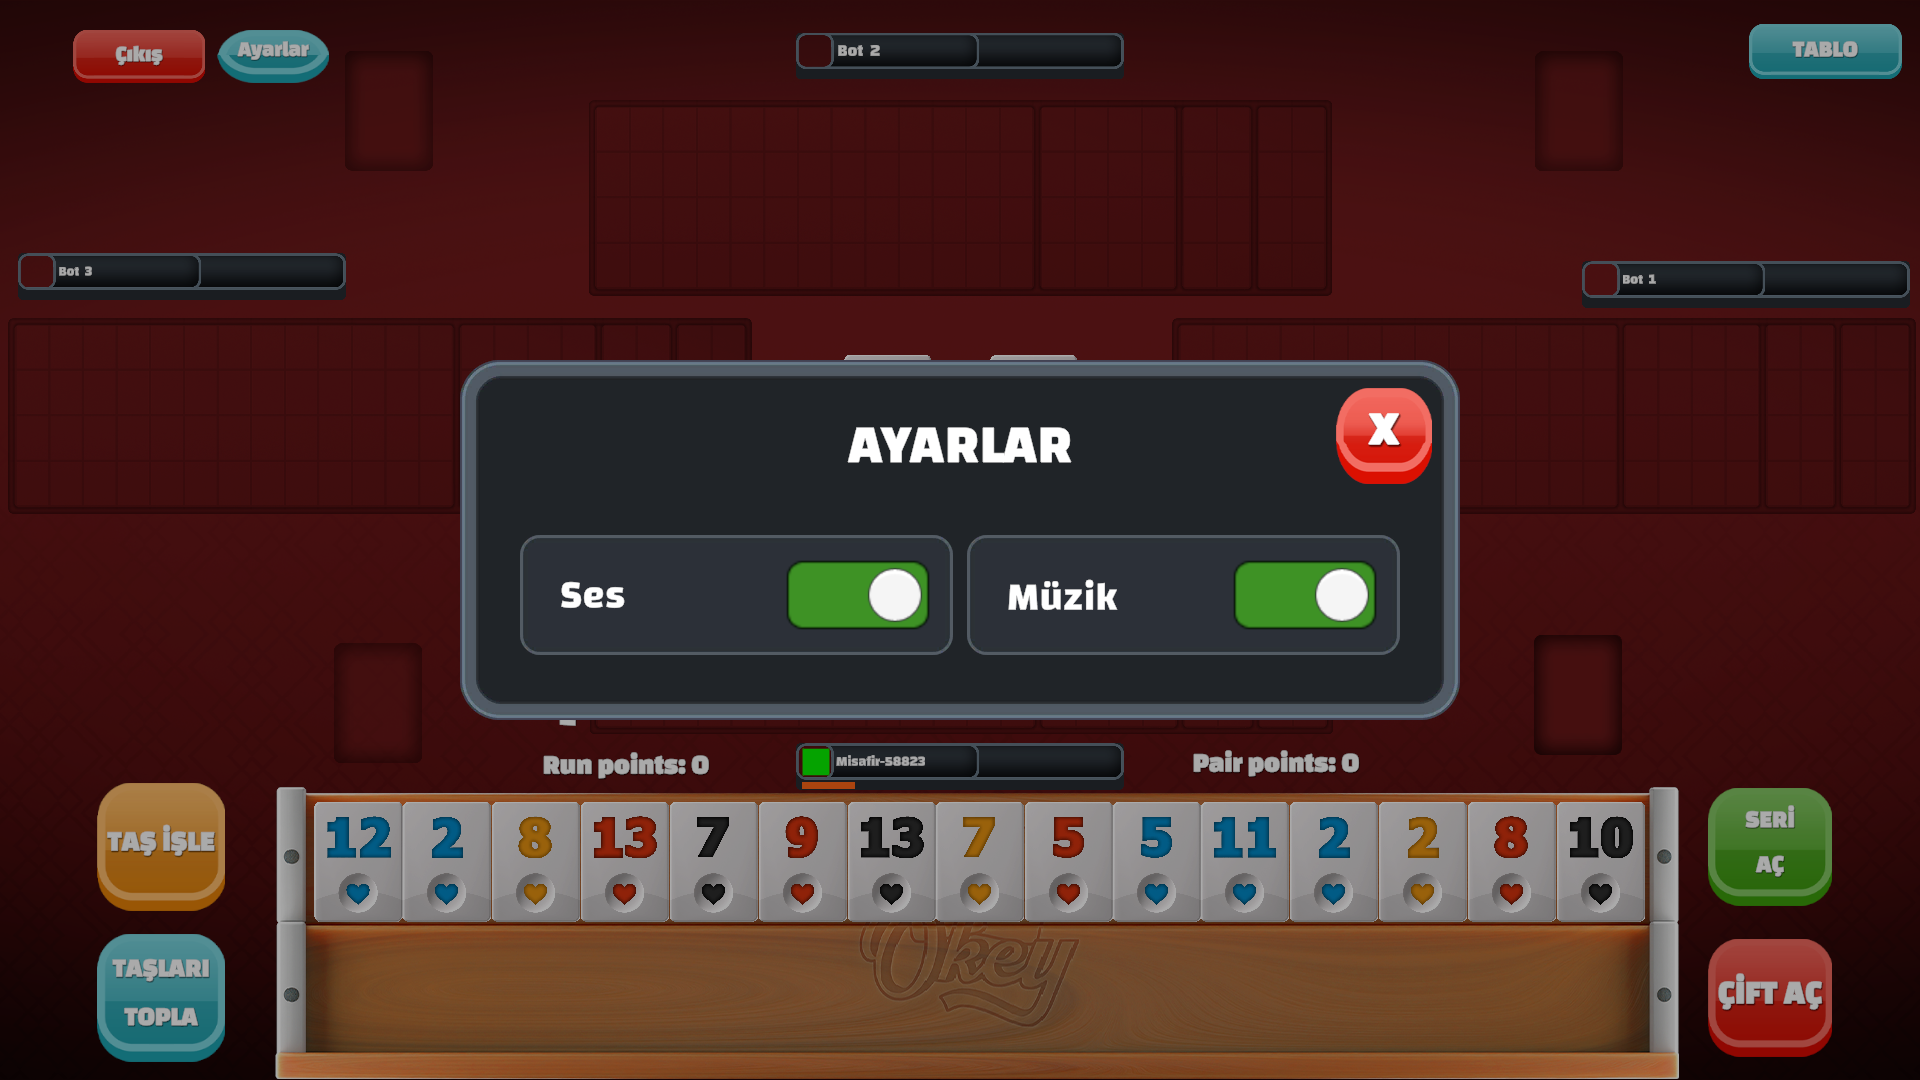 Çıkış
Ayarlar
Bot 2
TABLO
Bot 3
Bot 1
AYARLAR
X
Ses
Müzik
Run points: 0
Misafir-58823
Pair points: 0
TAŞ İŞLE
12 2 8 13 7 9 13 7 5 5 11 2 2 8 10
SERİ
AÇ
TAŞLARI
TOPLA
Okey
ÇİFT AÇ